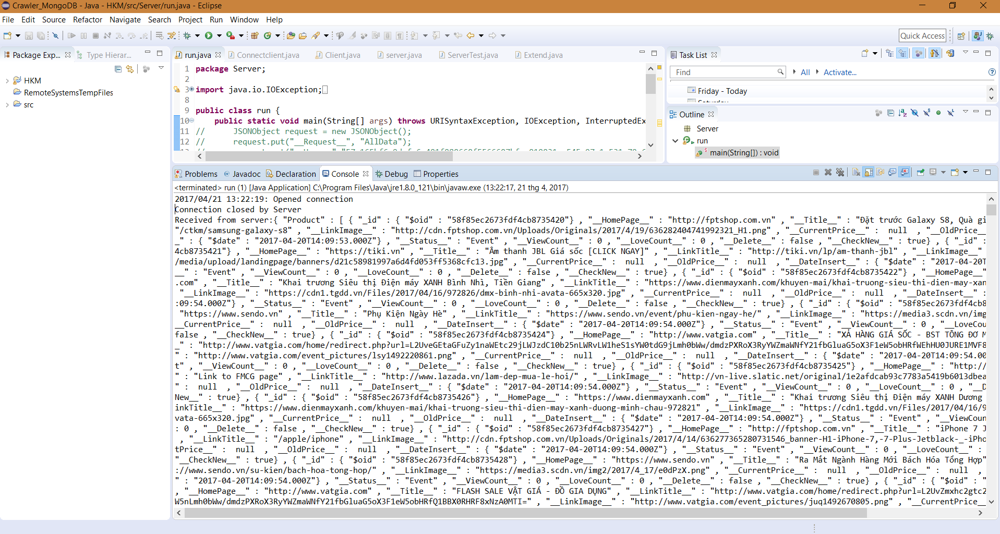 Crawler_MongoDB - Java - HKM/src/Server/run.java - Eclipse
File Edit Source Refactor Navigate Search Project Run Window Help
Quick Access
Package Exp... Type Hierar...
HKM
RemoteSystemsTempFiles
src
run.java Connectclient.java Client.java server.java ServerTest.java Extend.java
1 package Server;
2
3 import java.io.IOException;
8
9 public class run {
10 public static void main(String[] args) throws URISyntaxException, IOException, InterruptedEx
11 // JSONObject request = new JSONObject();
12 // request.put("__Request__", "AllData");
Task List
Find All Activate...
Friday - Today
Saturday
Outline
Server
run
main(String[]) : void
Problems Javadoc Declaration Console Debug Properties
<terminated> run (1) [Java Application] C:\Program Files\Java\jre1.8.0_121\bin\javaw.exe (13:22:17, 21 thg 4, 2017)
2017/04/21 13:22:19: Opened connection
Connection closed by Server
Received from server:{ "Product" : [ { "_id" : { "$oid" : "58f85ec2673fdf4cb8735420"} , "__HomePage__" : "http://fptshop.com.vn" , "__Title__" : "Đặt trước Galaxy S8, Quà gi
"/ctkm/samsung-galaxy-s8" , "__LinkImage__" : "http://cdn.fptshop.com.vn/Uploads/Originals/2017/4/19/636282404741992321_H1.png" , "__CurrentPrice__" : null , "__OldPrice__
_" : { "$date" : "2017-04-20T14:09:53.000Z"} , "__Status__" : "Event" , "__ViewCount__" : 0 , "__LoveCount__" : 0 , "__Delete__" : false , "__CheckNew__" : true} , { "_id" :
4cb8735421"} , "__HomePage__" : "https://tiki.vn" , "__Title__" : "Âm thanh JBL Giá sốc [CLICK NGAY]" , "__LinkTitle__" : "http://tiki.vn/lp/am-thanh-jbl" , "__LinkImage__"
/media/upload/landingpage/banners/d21c58981997a6d4fd053ff5368cfc13.jpg" , "__CurrentPrice__" : null , "__OldPrice__" : null , "__DateInsert__" : { "$date" : "2017-04-20T
__" : "Event" , "__ViewCount__" : 0 , "__LoveCount__" : 0 , "__Delete__" : false , "__CheckNew__" : true} , { "_id" : { "$oid" : "58f85ec2673fdf4cb8735422"} , "__HomePage__"
.com" , "__Title__" : "Khai trương Siêu thị Điện máy XANH Bình Nhì, Tiền Giang" , "__LinkTitle__" : "https://www.dienmayxanh.com/khuyen-mai/khai-truong-sieu-thi-dien-may-xan
"__LinkImage__" : "https://cdn1.tgdd.vn/Files/2017/04/16/972826/dmx-binh-nhi-avata-665x320.jpg" , "__CurrentPrice__" : null , "__OldPrice__" : null , "__DateInsert__" :
:09:54.000Z"} , "__Status__" : "Event" , "__ViewCount__" : 0 , "__LoveCount__" : 0 , "__Delete__" : false , "__CheckNew__" : true} , { "_id" : { "$oid" : "58f85ec2673fdf4cb8
"https://www.sendo.vn" , "__Title__" : "Phụ Kiện Ngày Hè" , "__LinkTitle__" : "https://www.sendo.vn/event/phu-kien-ngay-he/" , "__LinkImage__" : "https://media3.scdn.vn/img
__CurrentPrice__" : null , "__OldPrice__" : null , "__DateInsert__" : { "$date" : "2017-04-20T14:09:54.000Z"} , "__Status__" : "Event" , "__ViewCount__" : 0 , "__LoveCou
false , "__CheckNew__" : true} , { "_id" : { "$oid" : "58f85ec2673fdf4cb8735424"} , "__HomePage__" : "http://www.vatgia.com" , "__Title__" : "XẢ HÀNG GIÁ SỐC - BST TÔNG ĐƠ M
_" : "http://www.vatgia.com/home/redirect.php?url=L2UveGEtaGFuZy1naWEtc29jLWJzdC10b25nLWRvLW1heS1sYW0tdG9jLmh0bWw/dmdzPXRoX3RyYWZmaWNfY21fbGluaG5oX3F1eW5obHRfWEhHU0JURE1MVF8
" : "http://www.vatgia.com/event_pictures/lsy1492220861.png" , "__CurrentPrice__" : null , "__OldPrice__" : null , "__DateInsert__" : { "$date" : "2017-04-20T14:09:54.00
t" , "__ViewCount__" : 0 , "__LoveCount__" : 0 , "__Delete__" : false , "__CheckNew__" : true} , { "_id" : { "$oid" : "58f85ec2673fdf4cb8735425"} , "__HomePage__" : "http://
" : "Link to FMCG page" , "__LinkTitle__" : "http://www.lazada.vn/lam-dep-mua-le-hoi/" , "__LinkImage__" : "http://vn-live.slatic.net/original/1e2afdcab93c7783a5419b6013dbea
" : null , "__OldPrice__" : null , "__DateInsert__" : { "$date" : "2017-04-20T14:09:54.000Z"} , "__Status__" : "Event" , "__ViewCount__" : 0 , "__LoveCount__" : 0 , "__D
New__" : true} , { "_id" : { "$oid" : "58f85ec2673fdf4cb8735426"} , "__HomePage__" : "https://www.dienmayxanh.com" , "__Title__" : "Khai trương Siêu thị Điện máy XANH Dương
inkTitle__" : "https://www.dienmayxanh.com/khuyen-mai/khai-truong-sieu-thi-dien-may-xanh-duong-minh-chau-972821" , "__LinkImage__" : "https://cdn1.tgdd.vn/Files/2017/04/16/9
vata-665x320.jpg" , "__CurrentPrice__" : null , "__OldPrice__" : null , "__DateInsert__" : { "$date" : "2017-04-20T14:09:54.000Z"} , "__Status__" : "Event" , "__ViewCoun
: 0 , "__Delete__" : false , "__CheckNew__" : true} , { "_id" : { "$oid" : "58f85ec2673fdf4cb8735427"} , "__HomePage__" : "http://fptshop.com.vn" , "__Title__" : "iPhone 7 J
, "__LinkTitle__" : "/apple/iphone" , "__LinkImage__" : "http://cdn.fptshop.com.vn/Uploads/Originals/2017/4/14/636277365280731546_banner-H1-iPhone-7,-7-Plus-Jetblack-_-iPho
tPrice__" : null , "__OldPrice__" : null , "__DateInsert__" : { "$date" : "2017-04-20T14:09:54.000Z"} , "__Status__" : "Event" , "__ViewCount__" : 0 , "__LoveCount__" :
"__CheckNew__" : true} , { "_id" : { "$oid" : "58f85ec2673fdf4cb8735428"} , "__HomePage__" : "https://www.sendo.vn" , "__Title__" : "Ra Mắt Ngành Hàng Mới Bách Hóa Tổng Hợp"
://www.sendo.vn/su-kien/bach-hoa-tong-hop/" , "__LinkImage__" : "https://media3.scdn.vn/img2/2017/4_17/e0dPzX.png" , "__CurrentPrice__" : null , "__OldPrice__" : null ,
" : "2017-04-20T14:09:54.000Z"} , "__Status__" : "Event" , "__ViewCount__" : 0 , "__LoveCount__" : 0 , "__Delete__" : false , "__CheckNew__" : true} , { "_id" : { "$oid" : "
, "__HomePage__" : "http://www.vatgia.com" , "__Title__" : "FLASH SALE VẬT GIÁ - ĐỒ GIA DỤNG" , "__LinkTitle__" : "http://www.vatgia.com/home/redirect.php?url=L2UvZmxhc2gtc2
W5nLmh0bWw/dmdzPXRoX3RyYWZmaWNfY21fbGluaG5oX3F1eW5obHRfQ1BBX0RHRF8xNzA0MTI=" , "__LinkImage__" : "http://www.vatgia.com/event_pictures/juq1492670805.png" , "__CurrentPrice__